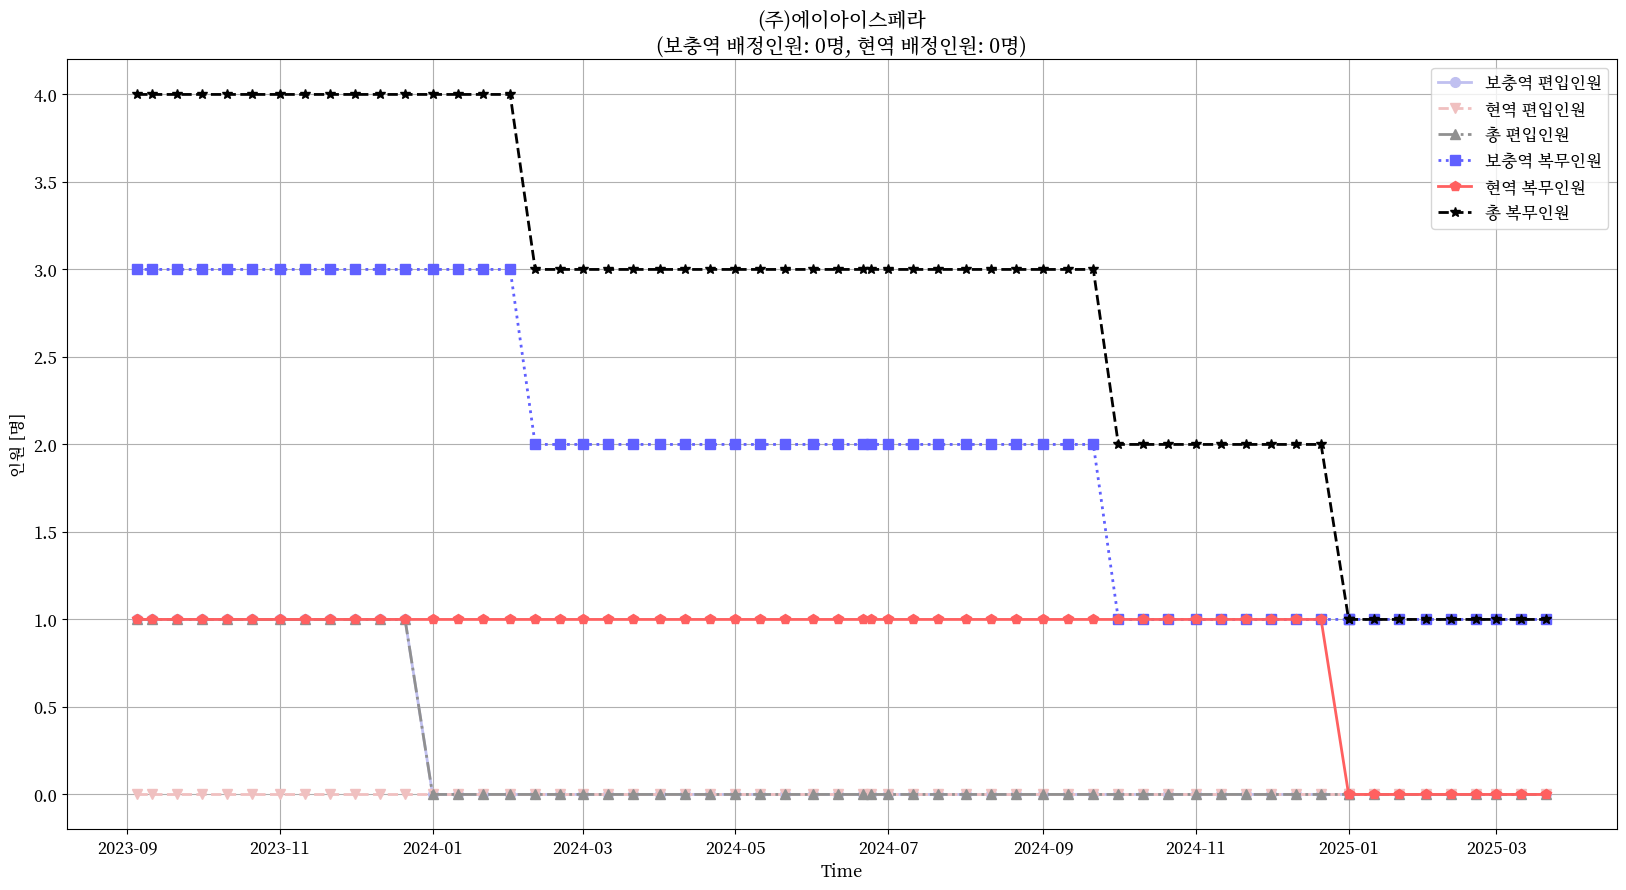 (주)에이아이스페라
(보충역 배정인원: 0명, 현역 배정인원: 0명)
보충역 편입인원
현역 편입인원
총 편입인원
보충역 복무인원
현역 복무인원
총 복무인원
인원 [명]
4.0
3.5
3.0
2.5
2.0
1.5
1.0
0.5
0.0
2023-09 2023-11 2024-01 2024-03 2024-05 2024-07 2024-09 2024-11 2025-01 2025-03
Time